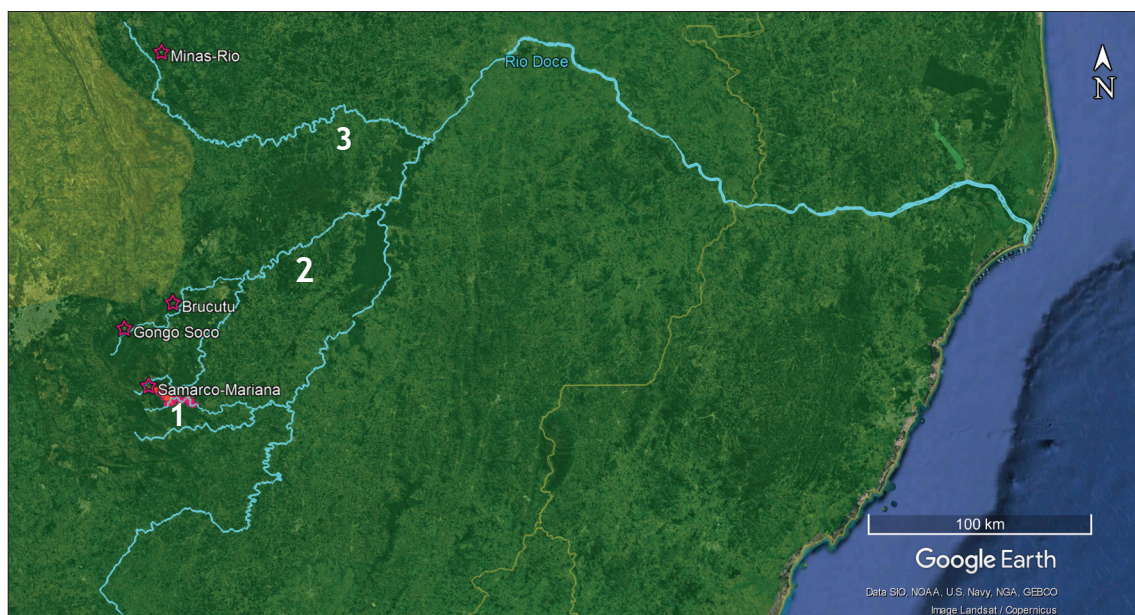 Minas-Rio
Rio Doce
N
3
2
Brucutu
Gongo Soco
Samarco-Mariana
1
100 km
Google Earth
Data SIO, NOAA, U.S. Navy, NGA, GEBCO
Image Landsat / Copernicus